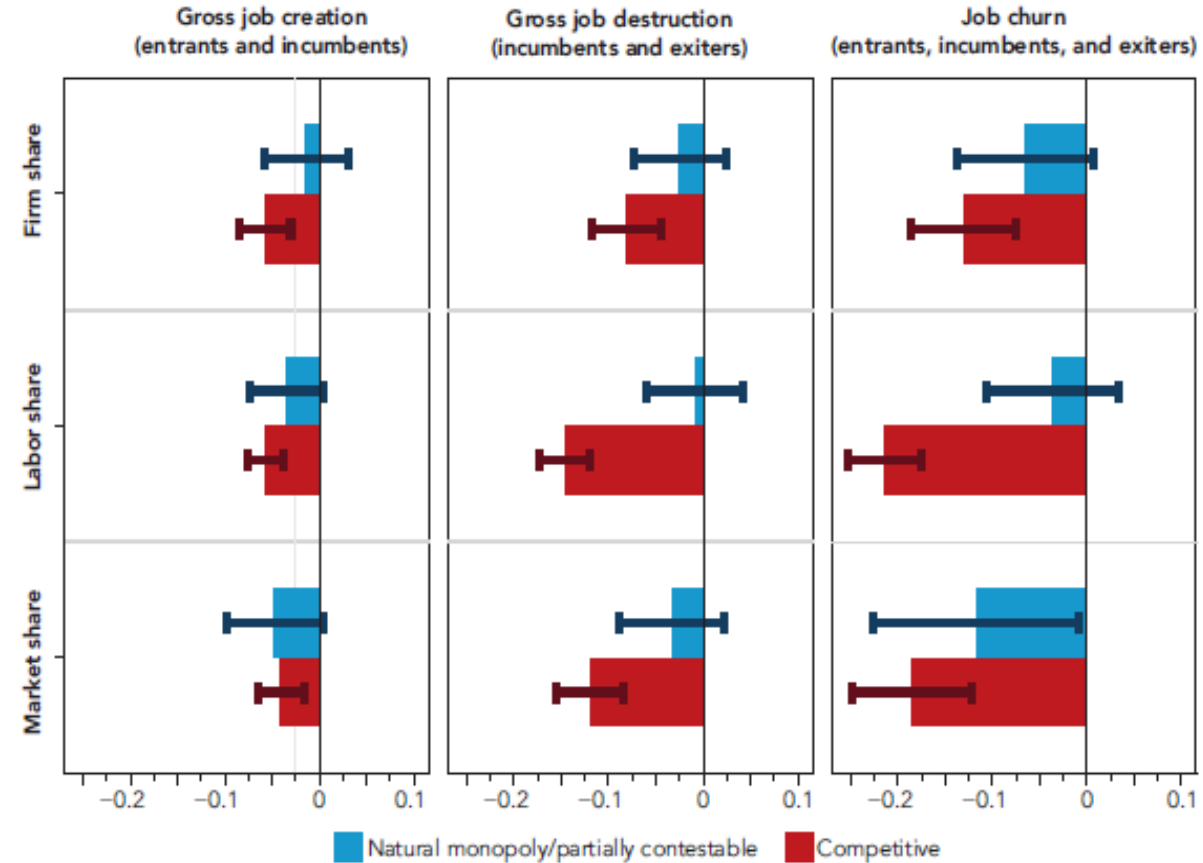 Gross job creation
(entrants and incumbents)
Gross job destruction
(incumbents and exiters)
Job churn
(entrants, incumbents, and exiters)
Firm share
Labor share
Market share
−0.2 −0.1 0 0.1
−0.2 −0.1 0 0.1
−0.2 −0.1 0 0.1
Natural monopoly/partially contestable
Competitive